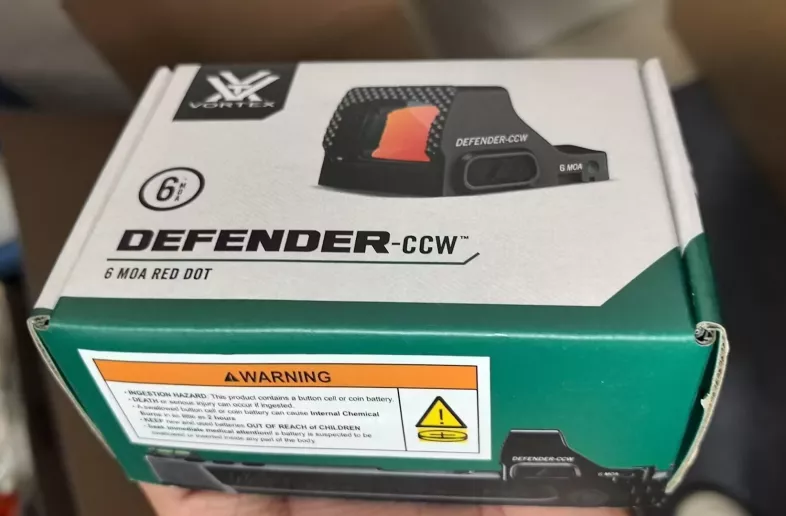 VORTEX
DEFENDER-CCW
6 MOA
6 MOA
DEFENDER-CCW™
6 MOA RED DOT
WARNING
- INGESTION HAZARD: This product contains a button cell or coin battery.
- DEATH or serious injury can occur if ingested.
- A swallowed button cell or coin battery can cause Internal Chemical
Burns in as little as 2 hours.
- KEEP new and used batteries OUT OF REACH of CHILDREN
- Seek immediate medical attention if a battery is suspected to be
swallowed or inserted inside any part of the body.
DEFENDER-CCW
6 MOA